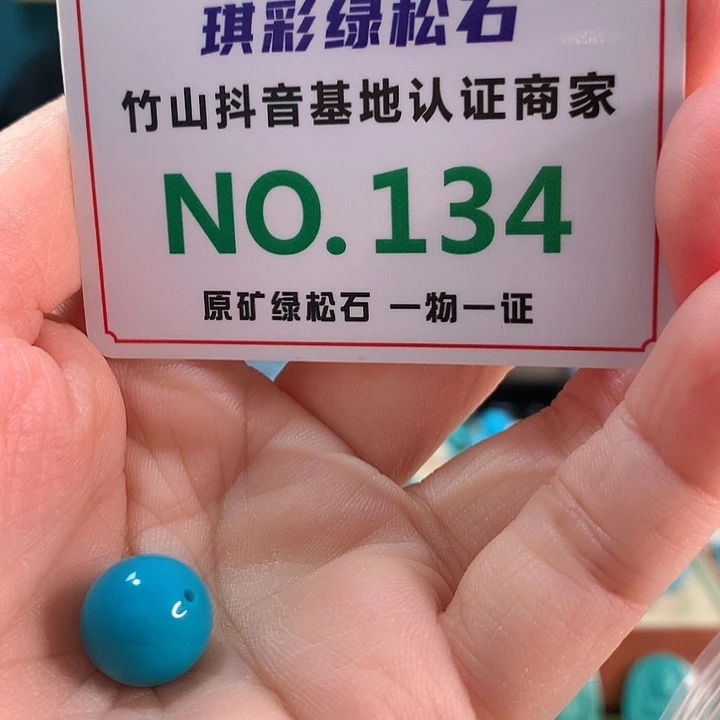 琪彩绿松石
竹山抖音基地认证商家
NO.134
原矿绿松石 一物一证